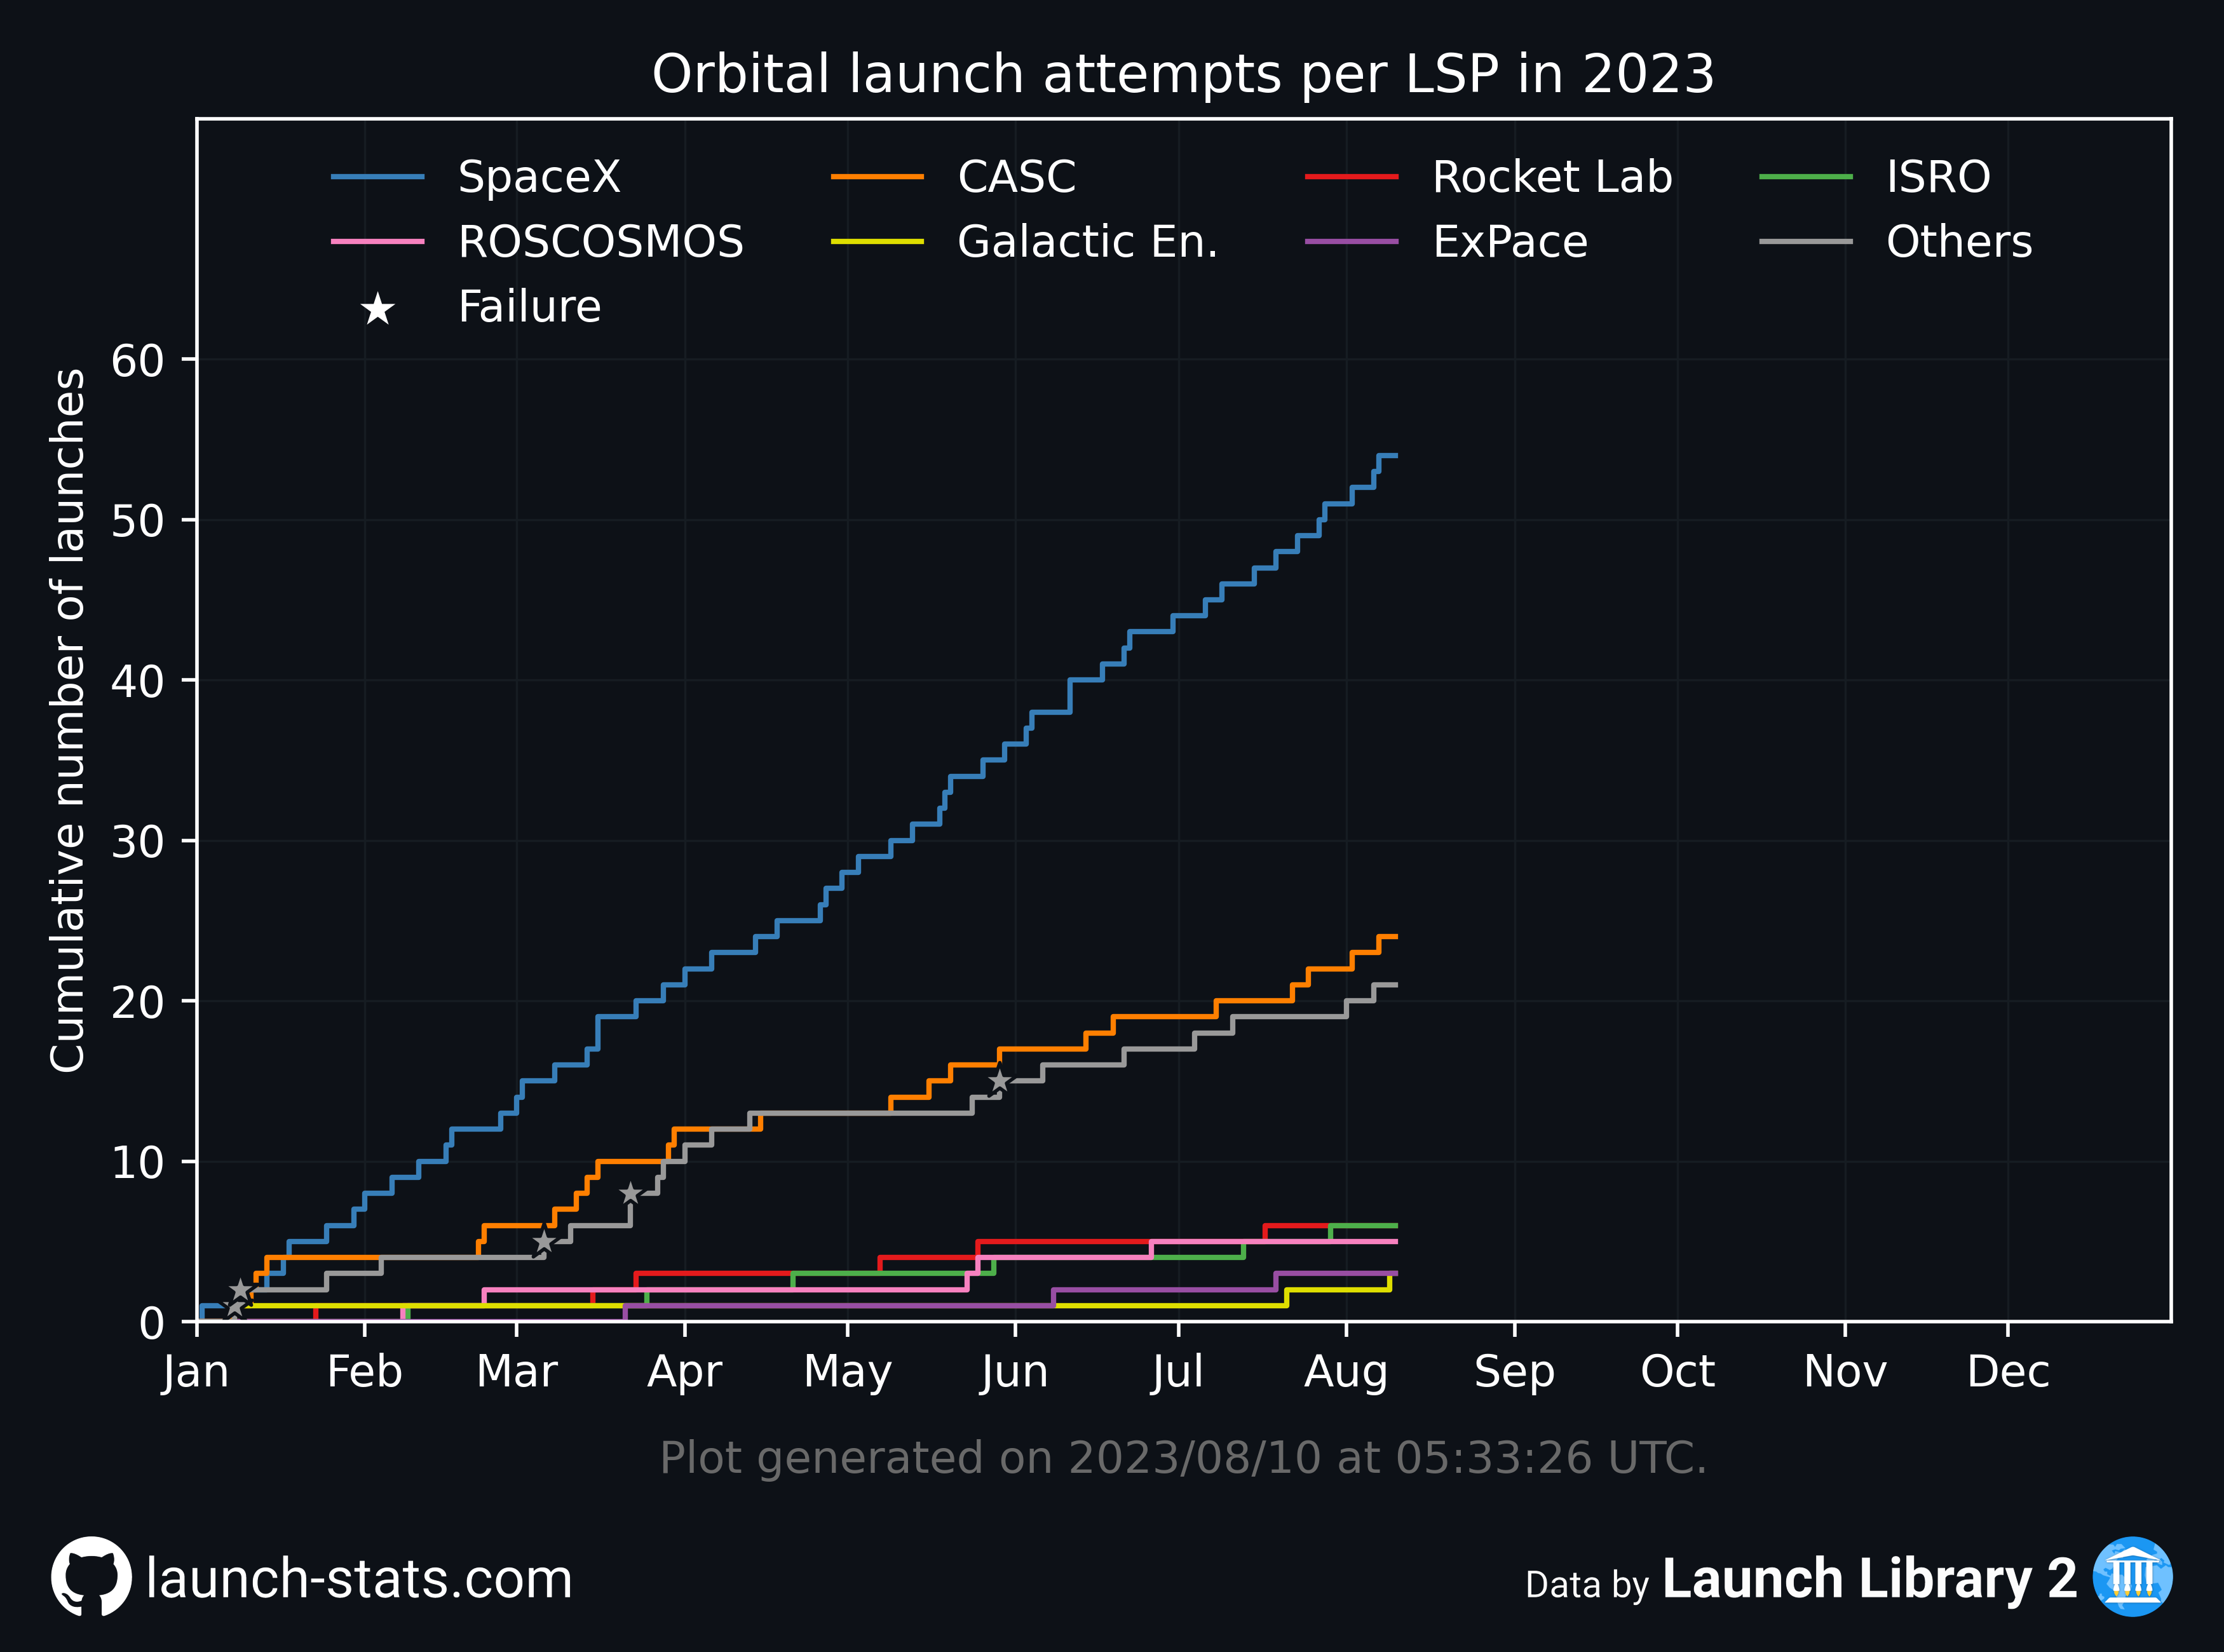 Orbital launch attempts per LSP in 2023
SpaceX CASC Rocket Lab ISRO
ROSCOSMOS Galactic En. ExPace Others
Failure
Cumulative number of launches
60
50
40
30
20
10
0
Jan Feb Mar Apr May Jun Jul Aug Sep Oct Nov Dec
Plot generated on 2023/08/10 at 05:33:26 UTC.
launch-stats.com
Data by Launch Library 2